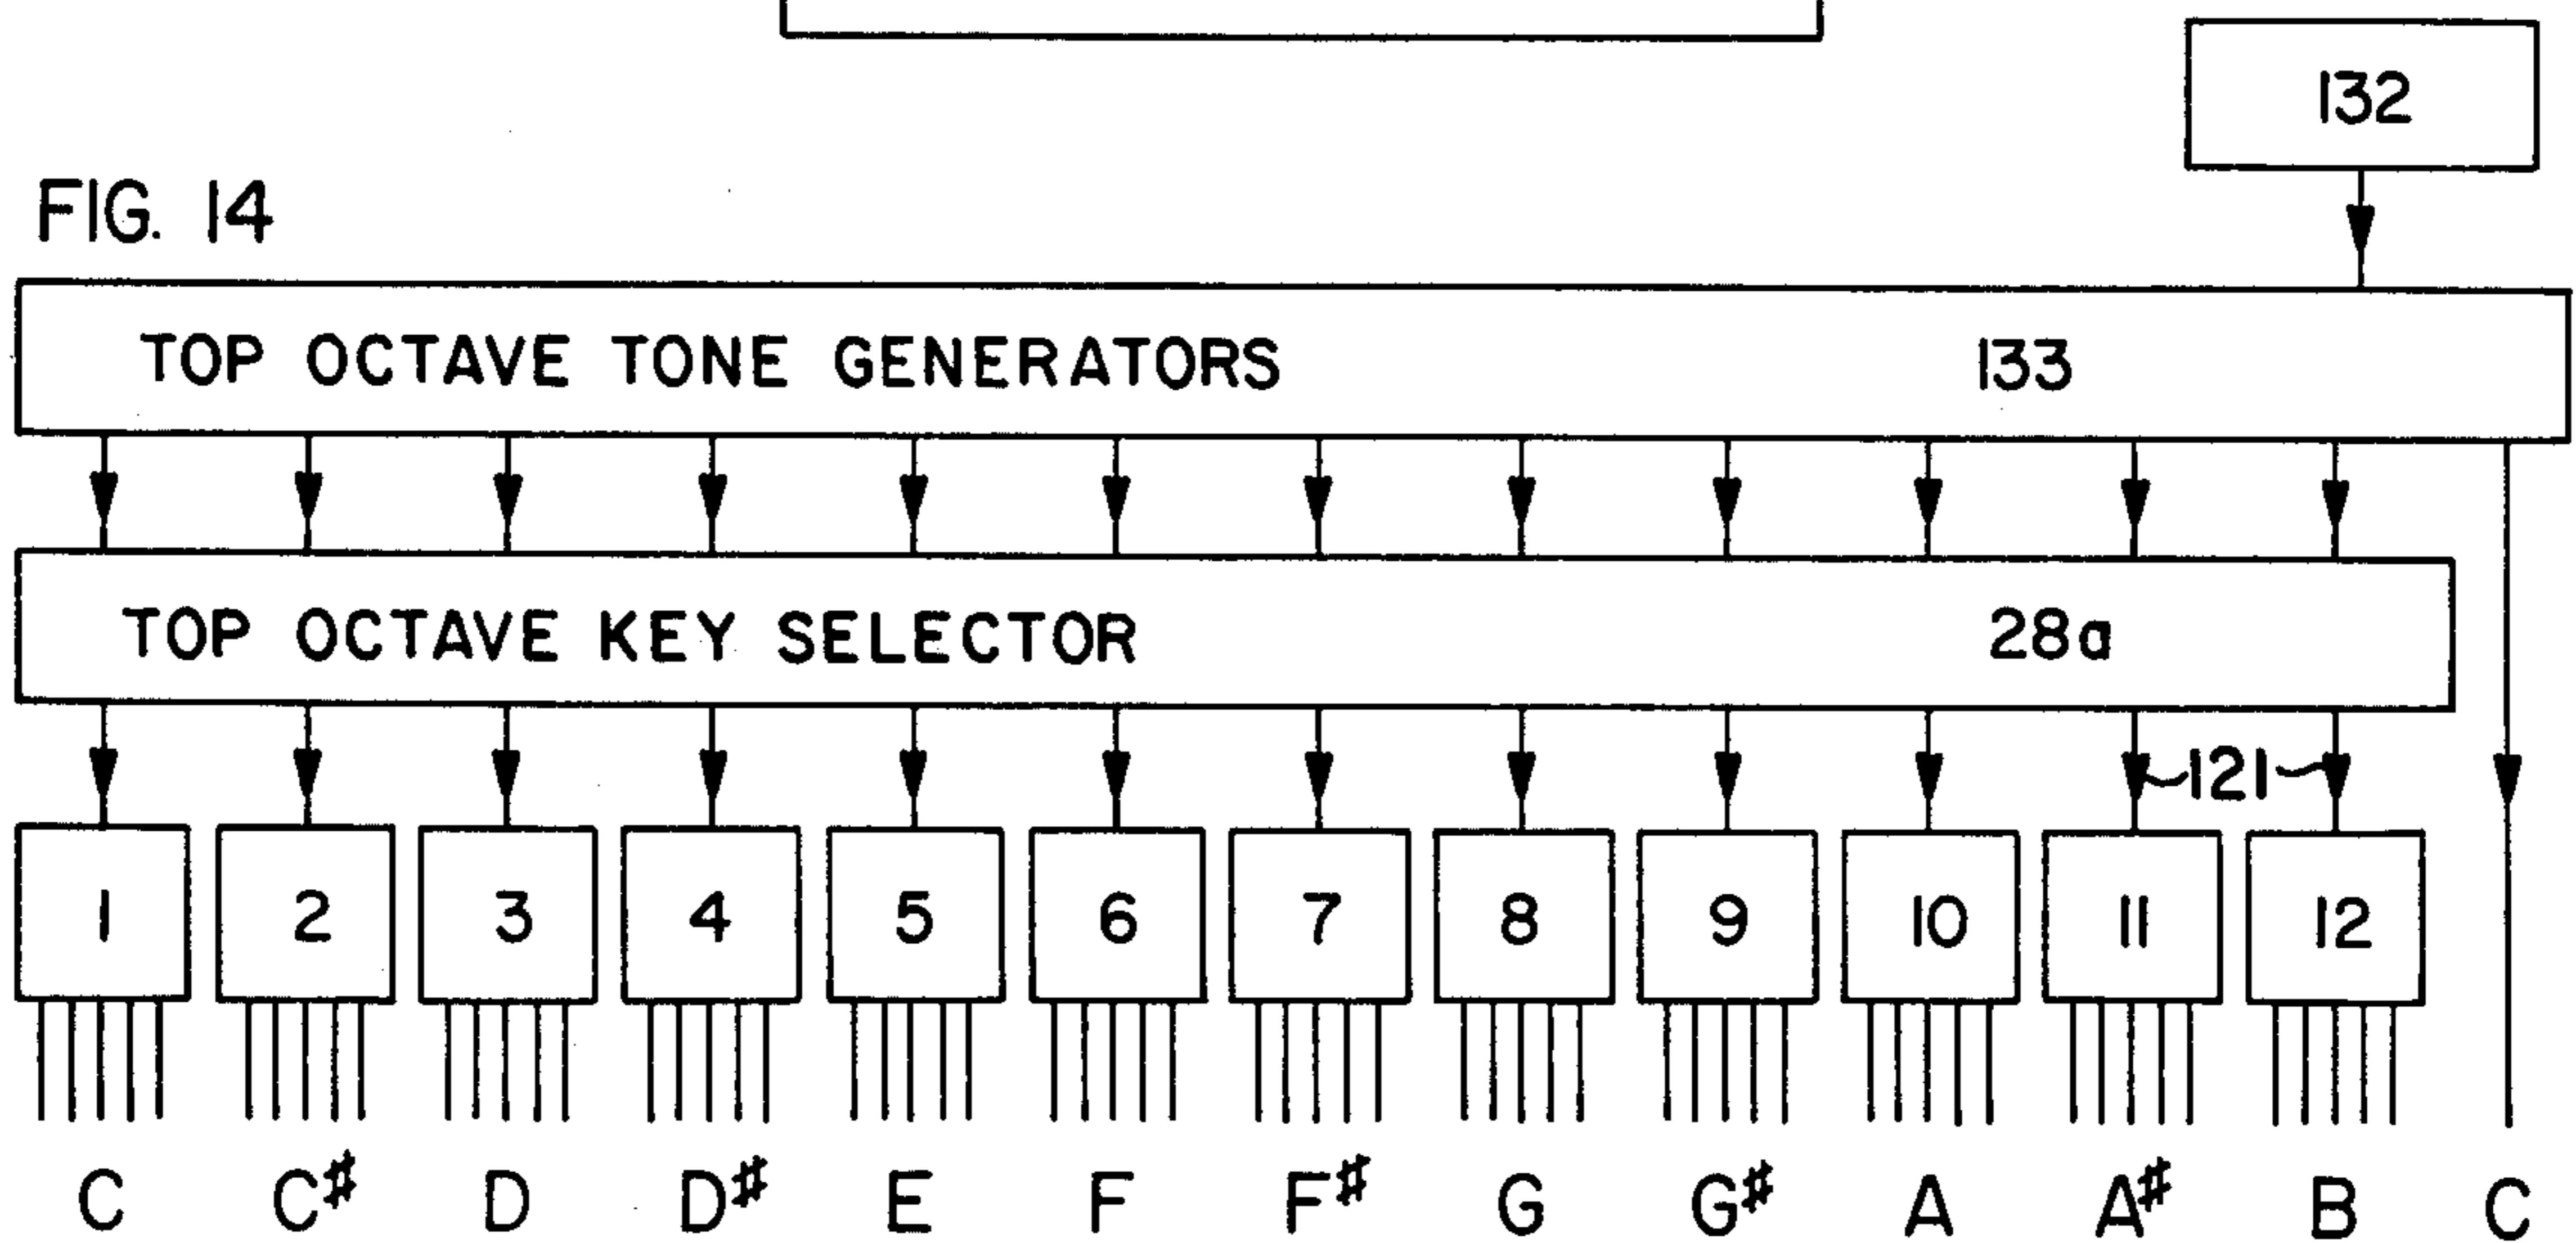 132
FIG. 14
TOP OCTAVE TONE GENERATORS 133
TOP OCTAVE KEY SELECTOR 28a
121
1 2 3 4 5 6 7 8 9 10 11 12
C C# D D# E F F# G G# A A# B C